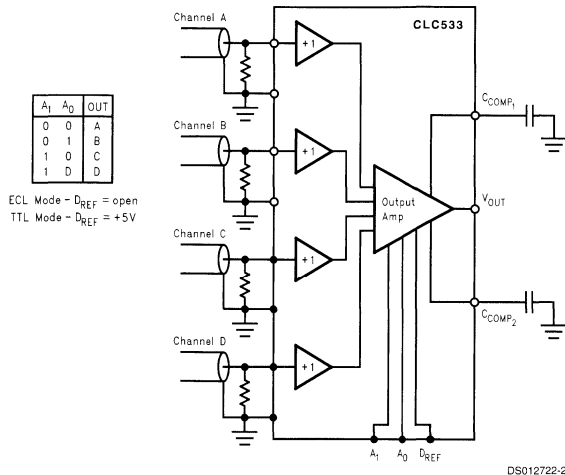 Channel A
CLC533
+1
A1 A0 OUT
0 0 A
0 1 B
1 0 C
1 D D
ECL Mode – DREF = open
TTL Mode – DREF = +5V
CCOMP1
Channel B
+1
Output
Amp
VOUT
Channel C
+1
CCOMP2
Channel D
+1
A1 A0 DREF
DS012722-2